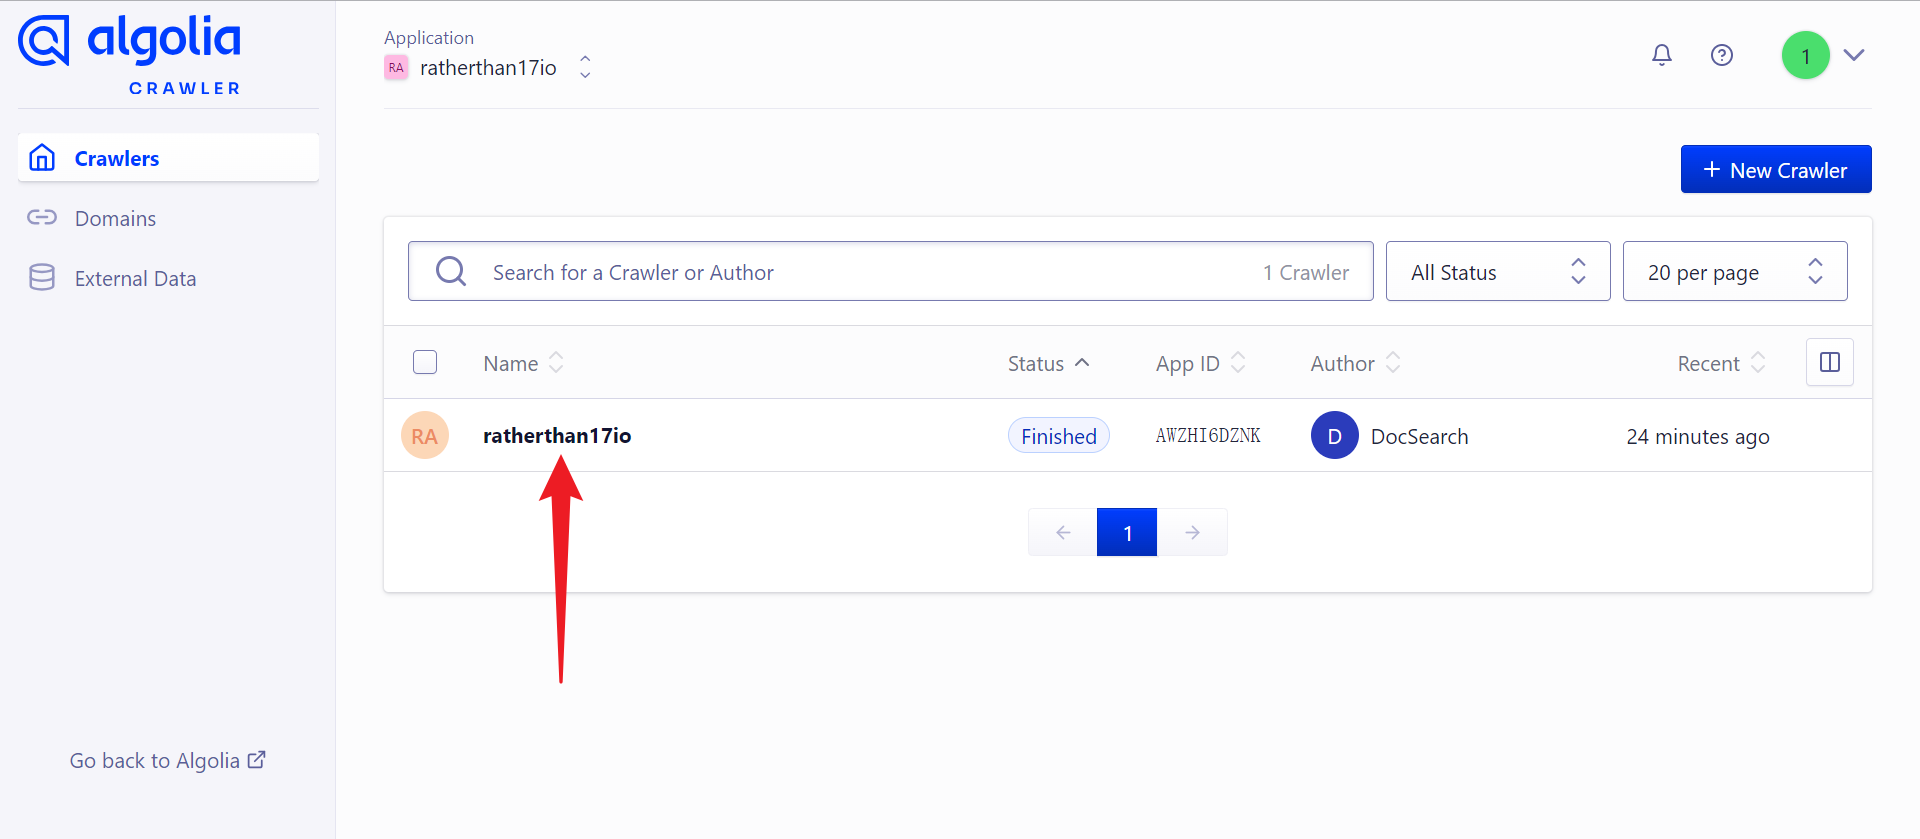 algolia
CRAWLER
Crawlers
Domains
External Data
Go back to Algolia
Application
RA ratherthan17io
1
+ New Crawler
Search for a Crawler or Author 1 Crawler
All Status
20 per page
Name Status App ID Author Recent
RA ratherthan17io Finished AWZHI6DZNK D DocSearch 24 minutes ago
1